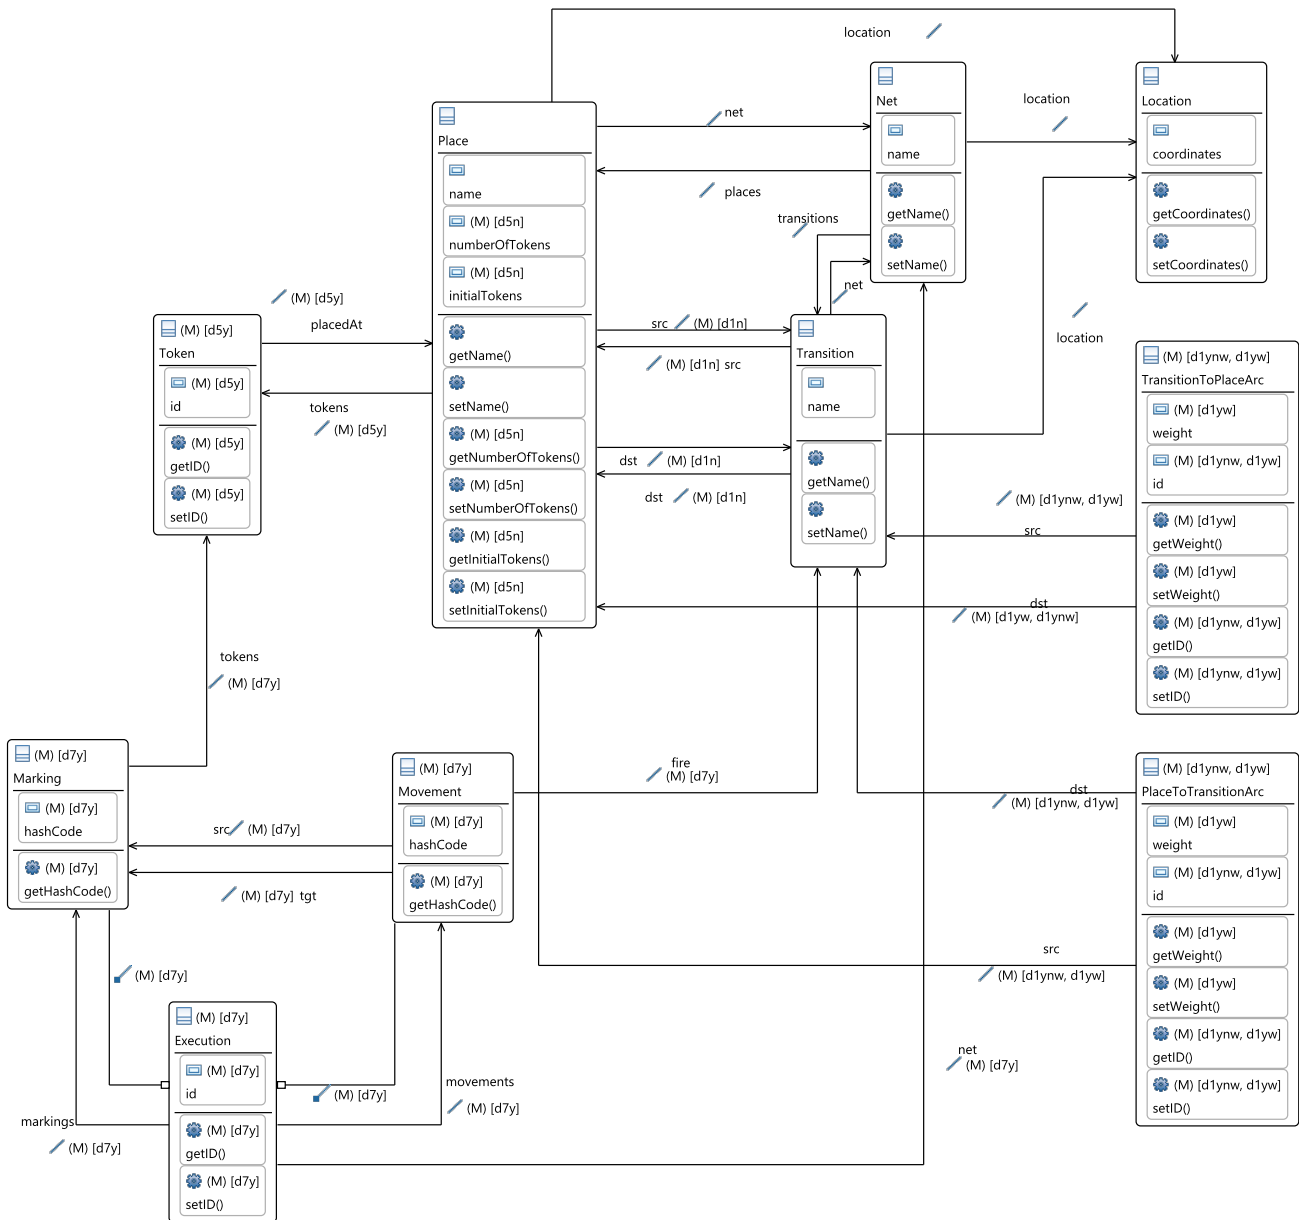 location
Net
name
getName()
setName()
Location
coordinates
getCoordinates()
setCoordinates()
location
Place
name
(M) [d5n]
numberOfTokens
(M) [d5n]
initialTokens
getName()
setName()
(M) [d5n]
getNumberOfTokens()
(M) [d5n]
setNumberOfTokens()
(M) [d5n]
getInitialTokens()
(M) [d5n]
setInitialTokens()
net
places
transitions
net
(M) [d5y]
placedAt
(M) [d5y]
Token
(M) [d5y]
id
(M) [d5y]
getID()
(M) [d5y]
setID()
tokens
(M) [d5y]
src (M) [d1n]
(M) [d1n] src
dst (M) [d1n]
dst (M) [d1n]
Transition
name
getName()
setName()
location
(M) [d1ynw, d1yw]
TransitionToPlaceArc
(M) [d1yw]
weight
(M) [d1ynw, d1yw]
id
(M) [d1yw]
getWeight()
(M) [d1yw]
setWeight()
(M) [d1ynw, d1yw]
getID()
(M) [d1ynw, d1yw]
setID()
(M) [d1ynw, d1yw]
src
dst
(M) [d1yw, d1ynw]
tokens
(M) [d7y]
(M) [d7y]
Marking
(M) [d7y]
hashCode
(M) [d7y]
getHashCode()
src (M) [d7y]
(M) [d7y] tgt
(M) [d7y]
Movement
(M) [d7y]
hashCode
(M) [d7y]
getHashCode()
fire
(M) [d7y]
dst
(M) [d1ynw, d1yw]
(M) [d1ynw, d1yw]
PlaceToTransitionArc
(M) [d1yw]
weight
(M) [d1ynw, d1yw]
id
(M) [d1yw]
getWeight()
(M) [d1yw]
setWeight()
(M) [d1ynw, d1yw]
getID()
(M) [d1ynw, d1yw]
setID()
src
(M) [d1ynw, d1yw]
(M) [d7y]
(M) [d7y]
Execution
(M) [d7y]
id
(M) [d7y]
getID()
(M) [d7y]
setID()
(M) [d7y]
movements
(M) [d7y]
markings
(M) [d7y]
net
(M) [d7y]